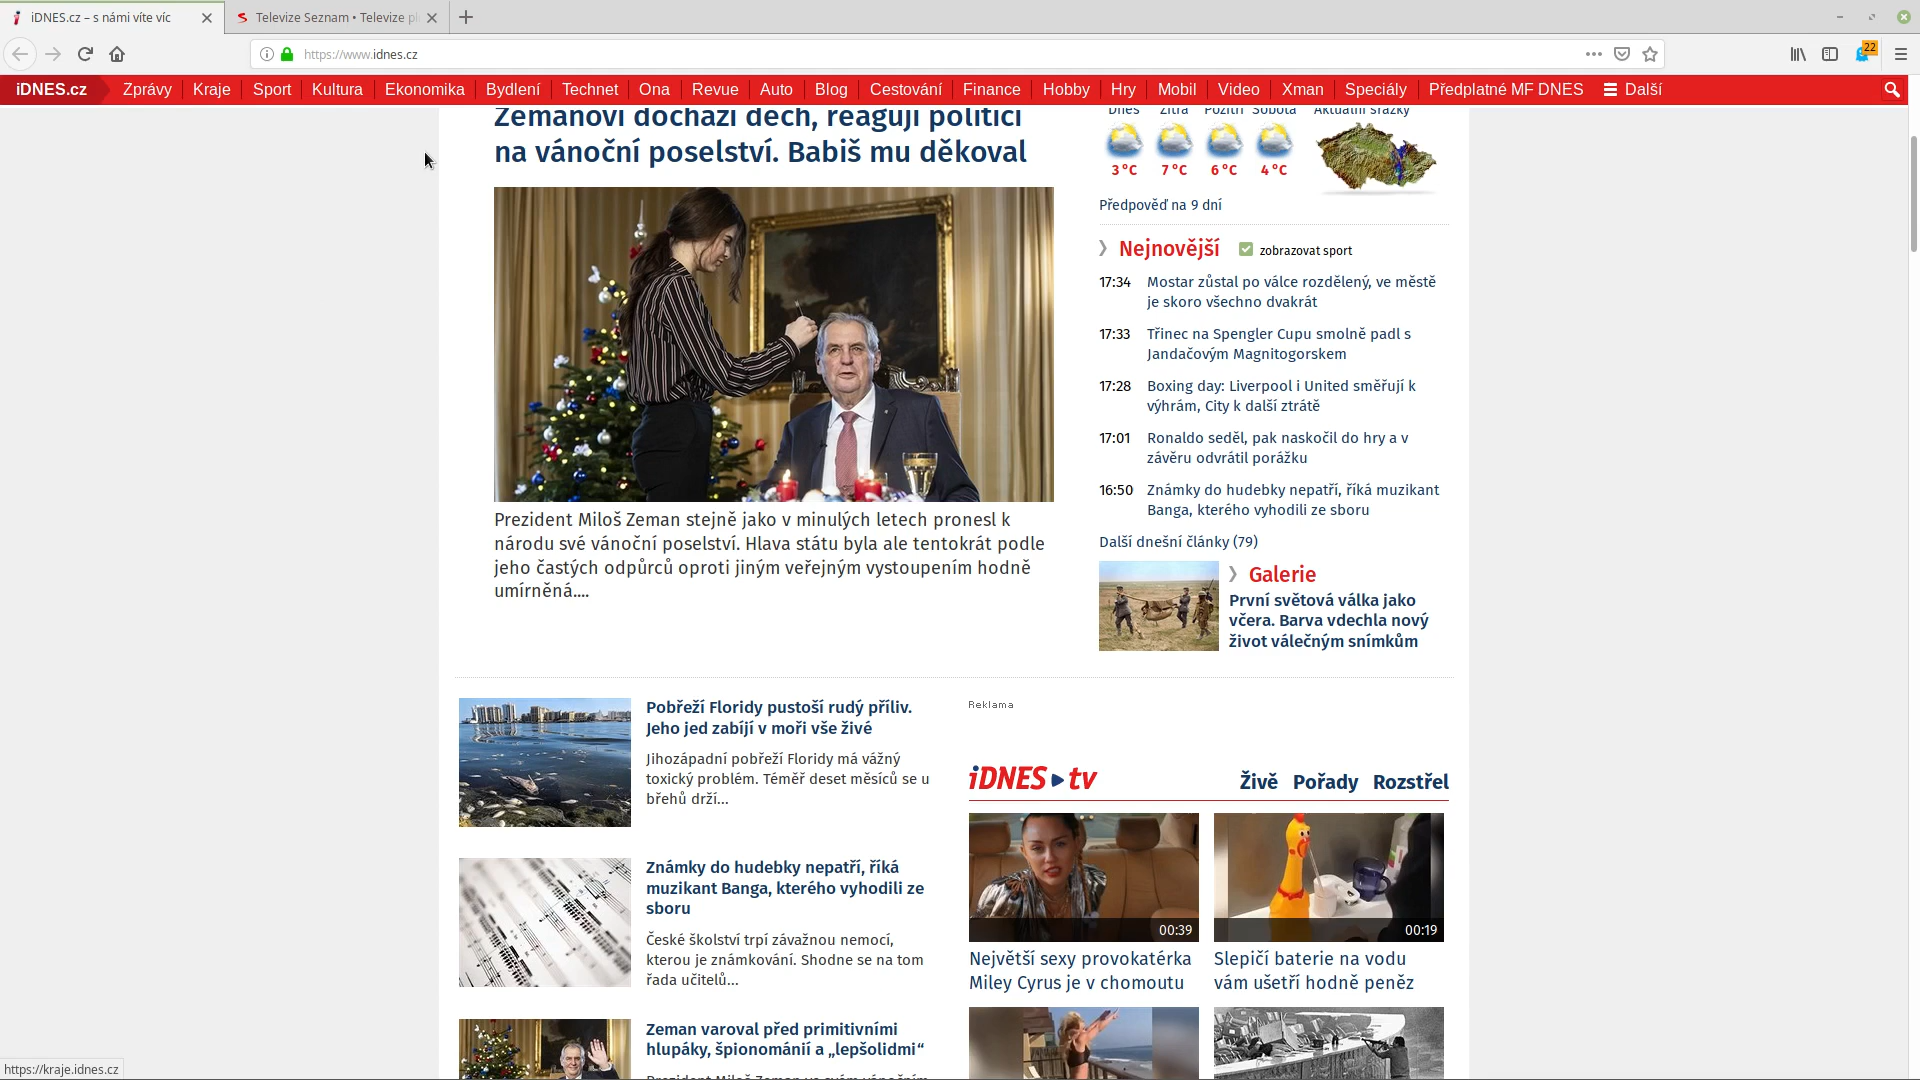 iDNES.cz – s námi víte víc
Televize Seznam • Televize pl
https://www.idnes.cz
22
iDNES.cz Zprávy Kraje Sport Kultura Ekonomika Bydlení Technet Ona Revue Auto Blog Cestování Finance Hobby Hry Mobil Video Xman Speciály Předplatné MF DNES Další
Zemanovi dochází dech, reagují politici
na vánoční poselství. Babiš mu děkoval
Prezident Miloš Zeman stejně jako v minulých letech pronesl k
národu své vánoční poselství. Hlava státu byla ale tentokrát podle
jeho častých odpůrců oproti jiným veřejným vystoupením hodně
umírněná....
Dnes Zítra Pozítří Sobota Aktuální srážky
3 °C 7 °C 6 °C 4 °C
Předpověď na 9 dní
Nejnovější zobrazovat sport
17:34 Mostar zůstal po válce rozdělený, ve městě
je skoro všechno dvakrát
17:33 Třinec na Spengler Cupu smolně padl s
Jandačovým Magnitogorskem
17:28 Boxing day: Liverpool i United směřují k
výhrám, City k další ztrátě
17:01 Ronaldo seděl, pak naskočil do hry a v
závěru odvrátil porážku
16:50 Známky do hudebky nepatří, říká muzikant
Banga, kterého vyhodili ze sboru
Další dnešní články (79)
Galerie
První světová válka jako
včera. Barva vdechla nový
život válečným snímkům
Pobřeží Floridy pustoší rudý příliv.
Jeho jed zabíjí v moři vše živé
Jihozápadní pobřeží Floridy má vážný
toxický problém. Téměř deset měsíců se u
břehů drží...
Známky do hudebky nepatří, říká
muzikant Banga, kterého vyhodili ze
sboru
České školství trpí závažnou nemocí,
kterou je známkování. Shodne se na tom
řada učitelů...
Zeman varoval před primitivními
hlupáky, špionománií a „lepšolidmi“
Prezident Miloš Zeman ve svém vánočním
Reklama
iDNES tv
Živě Pořady Rozstřel
00:39
00:19
Největší sexy provokatérka
Miley Cyrus je v chomoutu
Slepičí baterie na vodu
vám ušetří hodně peněz
https://kraje.idnes.cz